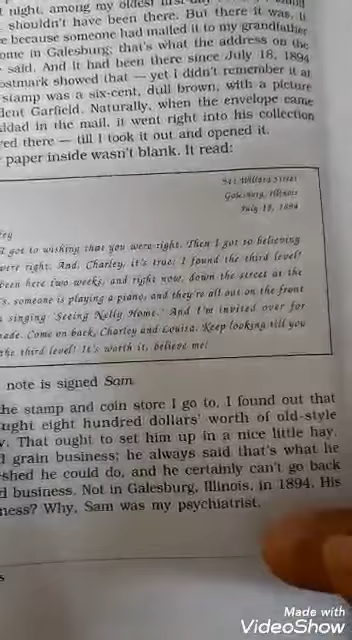 t night, among my oldest first-day
shouldn't have been there. But there it was. It
e because someone had mailed it to my grandfather
ome in Galesburg; that's what the address on the
said. And it had been there since July 18, 1894
ostmark showed that — yet I didn't remember it at
stamp was a six-cent, dull brown, with a picture
dent Garfield. Naturally, when the envelope came
ddad in the mail, it went right into his collection
red there — till I took it out and opened it.
paper inside wasn't blank. It read:
Willard Street
Galesburg, Illinois
July 18, 1894
ley
I got to wishing that you were right. Then I got to believing
were right. And, Charley, it's true; I found the third level!
been here two weeks, and right now, down the street at the
's, someone is playing a piano, and they're all out on the front
singing 'Seeing Nelly Home.' And I'm invited over for
nade. Come on back, Charley and Louisa. Keep looking till you
the third level! It's worth it, believe me!
note is signed Sam.
he stamp and coin store I go to, I found out that
ught eight hundred dollars' worth of old-style
y. That ought to set him up in a nice little hay,
d grain business; he always said that's what he
shed he could do, and he certainly can't go back
d business. Not in Galesburg, Illinois, in 1894. His
ness? Why, Sam was my psychiatrist.
s
Made with
VideoShow